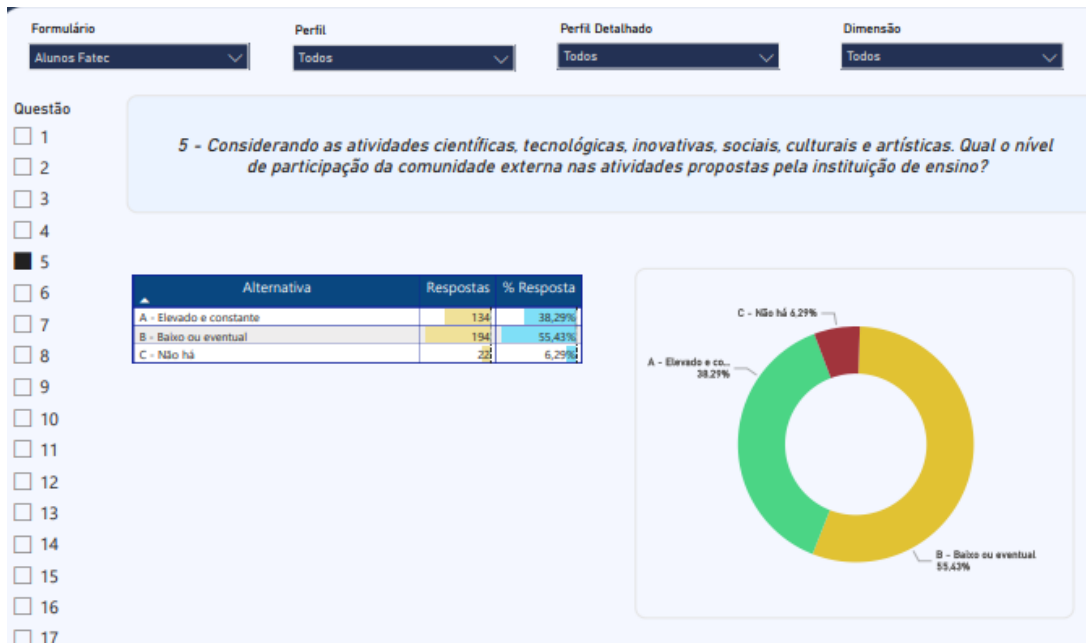 Formulário
Perfil
Perfil Detalhado
Dimensão
Alunos Fatec
Todos
Todos
Todos
Questão
1
2
3
4
5
6
7
8
9
10
11
12
13
14
15
16
17
5 - Considerando as atividades científicas, tecnológicas, inovativas, sociais, culturais e artísticas. Qual o nível
de participação da comunidade externa nas atividades propostas pela instituição de ensino?
Alternativa Respostas % Resposta
A - Elevado e constante 134 38,29%
B - Baixo ou eventual 194 55,43%
C - Não há 22 6,29%
C - Não há 6,29%
A - Elevado e co...
38,29%
B - Baixo ou eventual
55,43%